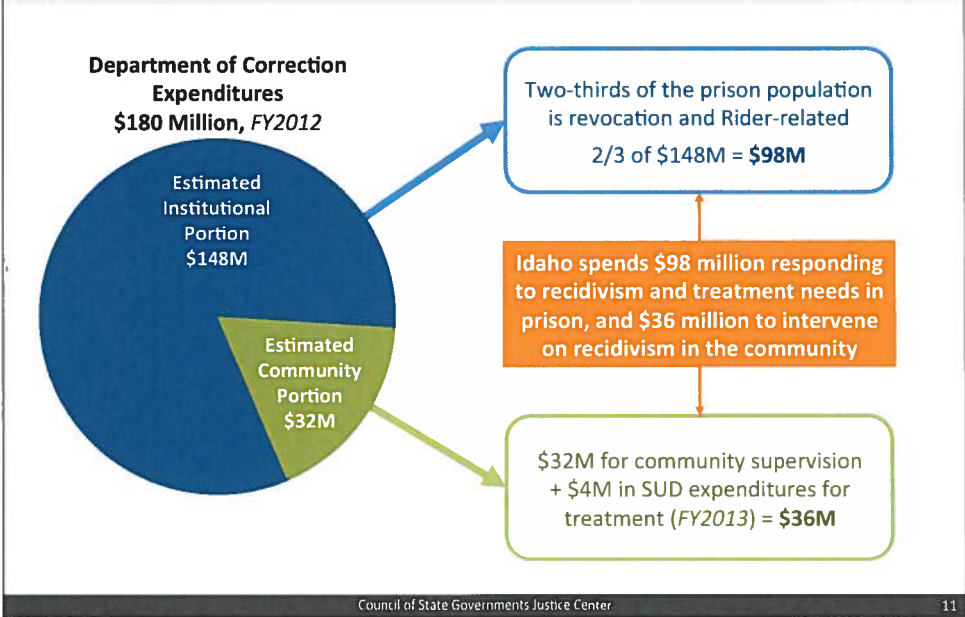 Department of Correction
Expenditures
$180 Million, FY2012
Estimated
Institutional
Portion
$148M
Estimated
Community
Portion
$32M
Two-thirds of the prison population
is revocation and Rider-related
2/3 of $148M = $98M
Idaho spends $98 million responding
to recidivism and treatment needs in
prison, and $36 million to intervene
on recidivism in the community
$32M for community supervision
+ $4M in SUD expenditures for
treatment (FY2013) = $36M
Council of State Governments Justice Center
11